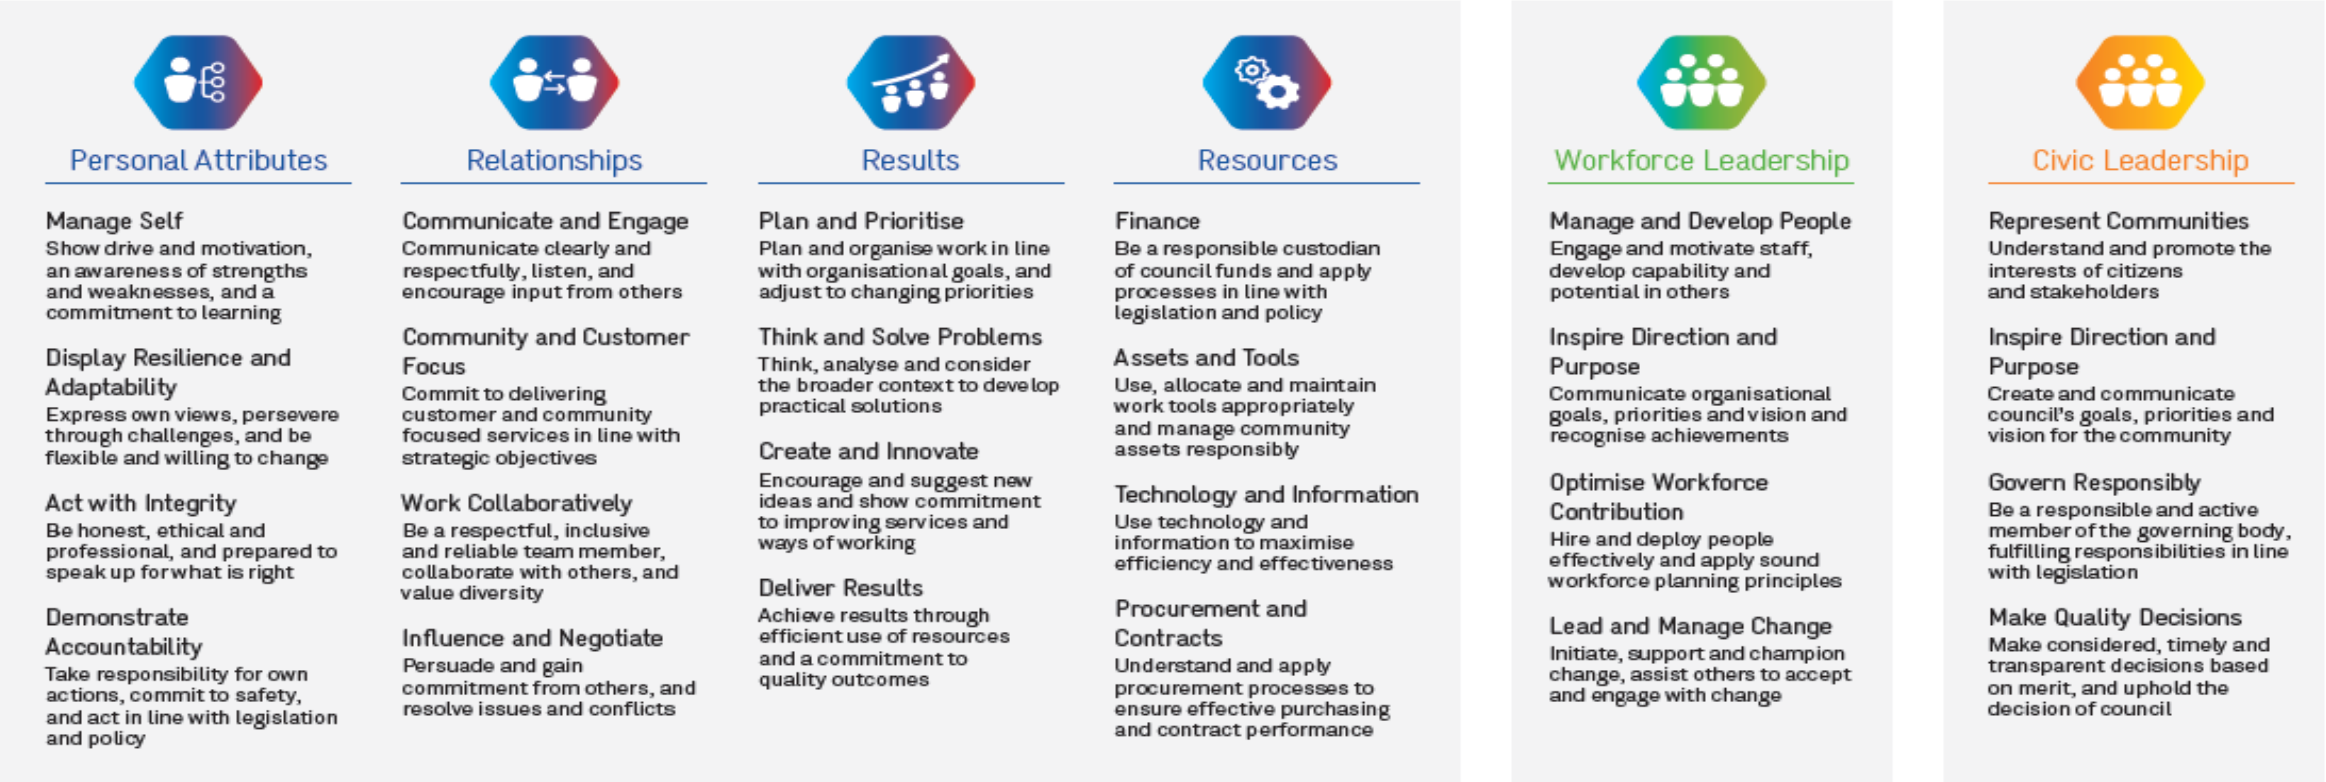 Personal Attributes
Manage Self
Show drive and motivation,
an awareness of strengths
and weaknesses, and a
commitment to learning
Display Resilience and
Adaptability
Express own views, persevere
through challenges, and be
flexible and willing to change
Act with Integrity
Be honest, ethical and
professional, and prepared to
speak up for what is right
Demonstrate
Accountability
Take responsibility for own
actions, commit to safety,
and act in line with legislation
and policy
Relationships
Communicate and Engage
Communicate clearly and
respectfully, listen, and
encourage input from others
Community and Customer
Focus
Commit to delivering
customer and community
focused services in line with
strategic objectives
Work Collaboratively
Be a respectful, inclusive
and reliable team member,
collaborate with others, and
value diversity
Influence and Negotiate
Persuade and gain
commitment from others, and
resolve issues and conflicts
Results
Plan and Prioritise
Plan and organise work in line
with organisational goals, and
adjust to changing priorities
Think and Solve Problems
Think, analyse and consider
the broader context to develop
practical solutions
Create and Innovate
Encourage and suggest new
ideas and show commitment
to improving services and
ways of working
Deliver Results
Achieve results through
efficient use of resources
and a commitment to
quality outcomes
Resources
Finance
Be a responsible custodian
of council funds and apply
processes in line with
legislation and policy
Assets and Tools
Use, allocate and maintain
work tools appropriately
and manage community
assets responsibly
Technology and Information
Use technology and
information to maximise
efficiency and effectiveness
Procurement and
Contracts
Understand and apply
procurement processes to
ensure effective purchasing
and contract performance
Workforce Leadership
Manage and Develop People
Engage and motivate staff,
develop capability and
potential in others
Inspire Direction and
Purpose
Communicate organisational
goals, priorities and vision and
recognise achievements
Optimise Workforce
Contribution
Hire and deploy people
effectively and apply sound
workforce planning principles
Lead and Manage Change
Initiate, support and champion
change, assist others to accept
and engage with change
Civic Leadership
Represent Communities
Understand and promote the
interests of citizens
and stakeholders
Inspire Direction and
Purpose
Create and communicate
council's goals, priorities and
vision for the community
Govern Responsibly
Be a responsible and active
member of the governing body,
fulfilling responsibilities in line
with legislation
Make Quality Decisions
Make considered, timely and
transparent decisions based
on merit, and uphold the
decision of council